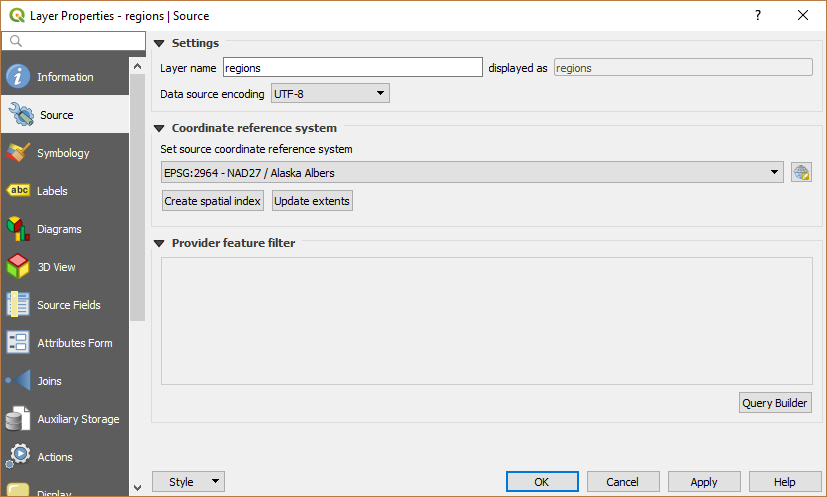 Layer Properties - regions | Source
Information
Source
Symbology
abc
Labels
Diagrams
3D View
Source Fields
Attributes Form
Joins
Auxiliary Storage
Actions
Display
Settings
Layer name regions displayed as regions
Data source encoding UTF-8
Coordinate reference system
Set source coordinate reference system
EPSG:2964 - NAD27 / Alaska Albers
Create spatial index Update extents
Provider feature filter
Query Builder
Style OK Cancel Apply Help